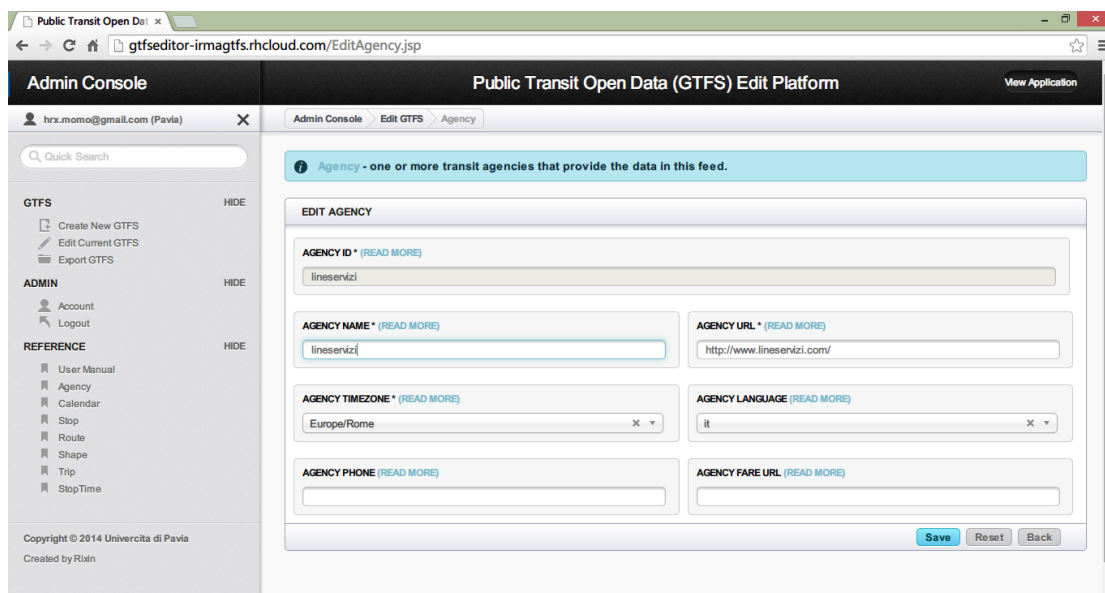 Public Transit Open Dat
gtfseditor-irmagtfs.rhcloud.com/EditAgency.jsp
Admin Console
Public Transit Open Data (GTFS) Edit Platform
View Application
hrx.momo@gmail.com (Pavia)
Admin Console
Edit GTFS
Agency
Quick Search
Agency - one or more transit agencies that provide the data in this feed.
GTFS HIDE
Create New GTFS
Edit Current GTFS
Export GTFS
ADMIN HIDE
Account
Logout
REFERENCE HIDE
User Manual
Agency
Calendar
Stop
Route
Shape
Trip
StopTime
Copyright © 2014 Univercita di Pavia
Created by Rixin
EDIT AGENCY
AGENCY ID * (READ MORE)
lineservizi
AGENCY NAME * (READ MORE)
lineservizi
AGENCY URL * (READ MORE)
http://www.lineservizi.com/
AGENCY TIMEZONE * (READ MORE)
Europe/Rome
AGENCY LANGUAGE (READ MORE)
it
AGENCY PHONE (READ MORE)
AGENCY FARE URL (READ MORE)
Save
Reset
Back